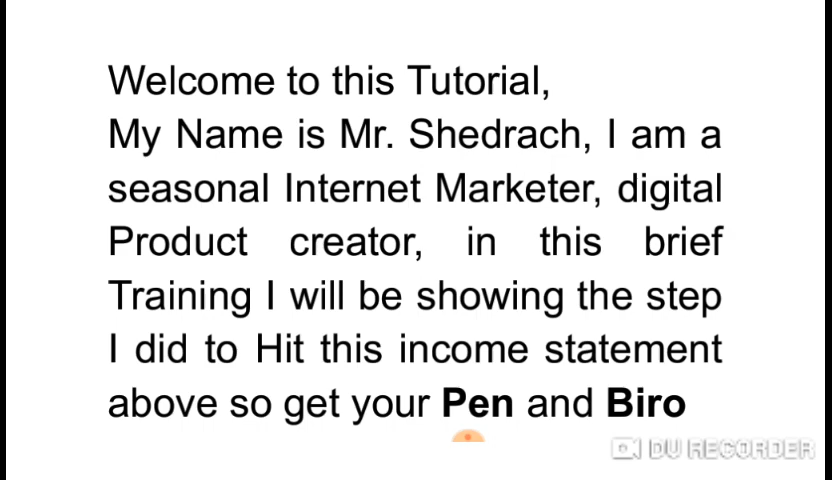 Welcome to this Tutorial,
My Name is Mr. Shedrach, I am a
seasonal Internet Marketer, digital
Product creator, in this brief
Training I will be showing the step
I did to Hit this income statement
above so get your Pen and Biro
DU RECORDER